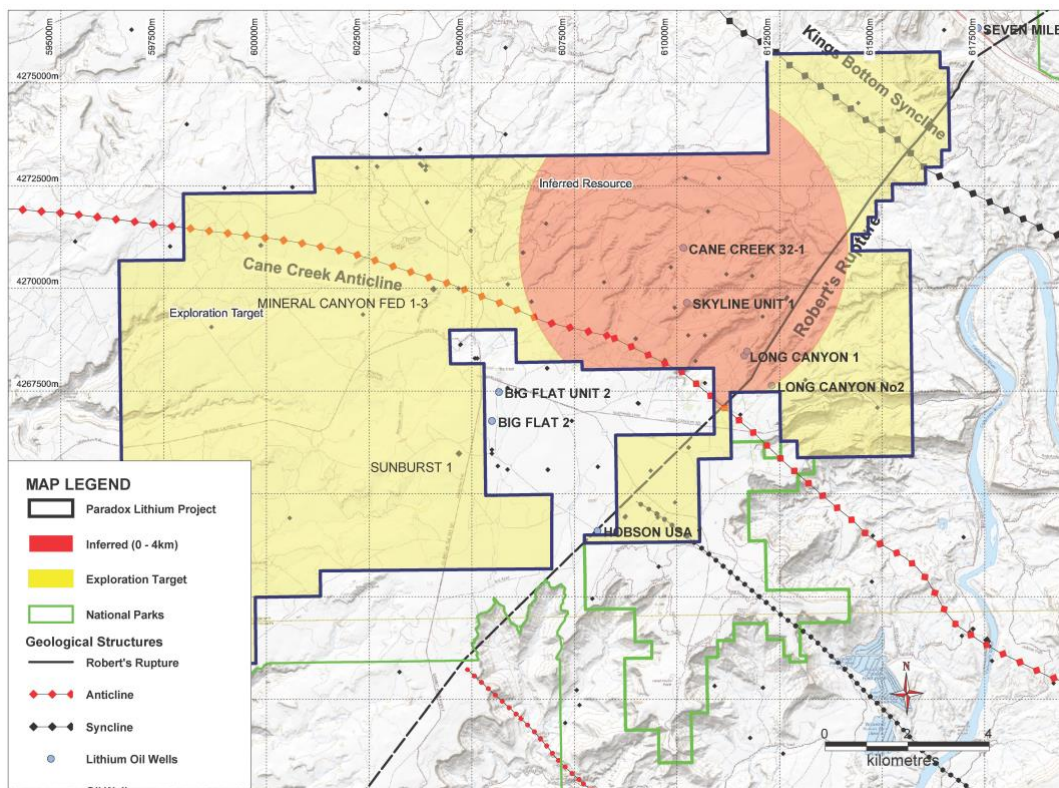 595000m
597500m
600000m
602500m
605000m
607500m
610000m
612500m
615000m
617500m
SEVEN MILE
Kings Bottom Syncline
4275000m
4272500m
Inferred Resource
CANE CREEK 32-1
Cane Creek Anticline
4270000m
MINERAL CANYON FED 1-3
SKYLINE UNIT 1
Robert's Rupture
Exploration Target
LONG CANYON 1
4267500m
BIG FLAT UNIT 2
LONG CANYON No2
BIG FLAT 2
SUNBURST 1
HOBSON USA 1
MAP LEGEND
Paradox Lithium Project
Inferred (0 - 4km)
Exploration Target
National Parks
Geological Structures
Robert's Rupture
Anticline
Syncline
Lithium Oil Wells
N
0 2 4
kilometres